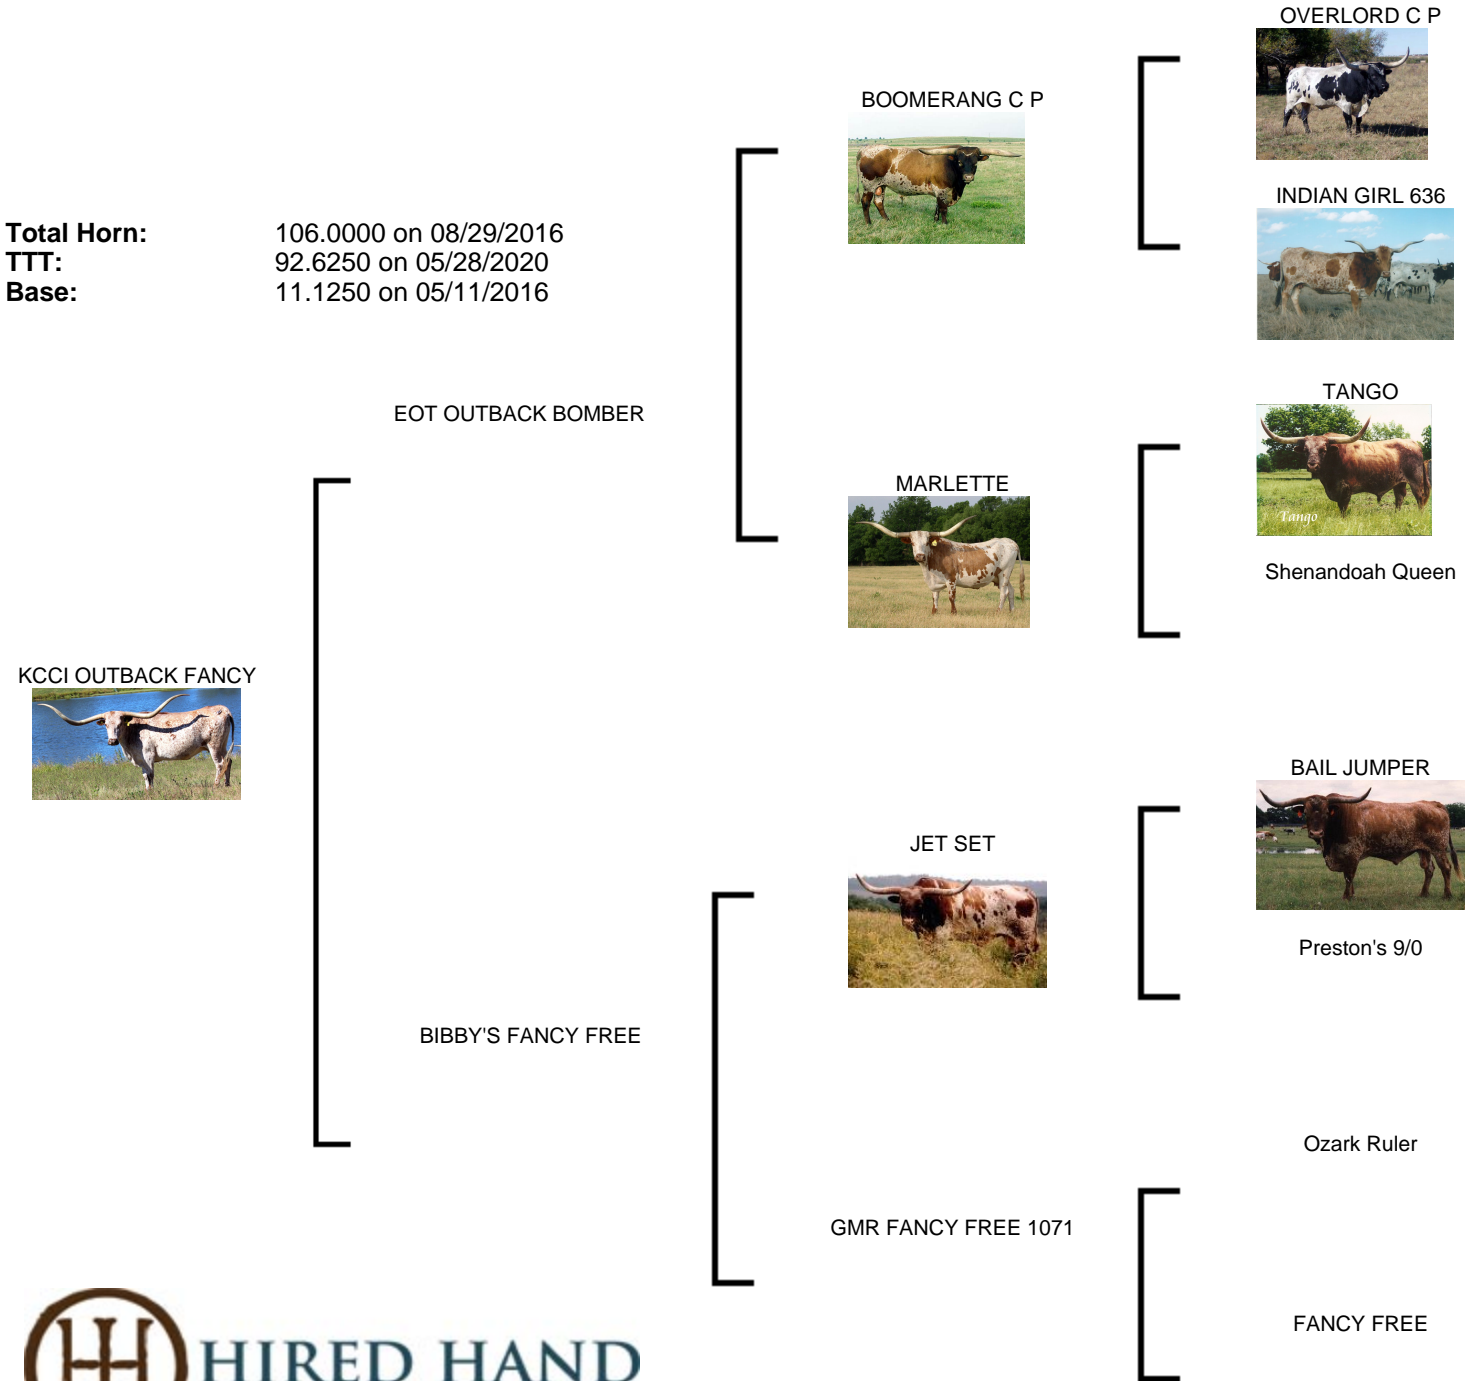 OVERLORD C P
BOOMERANG C P
INDIAN GIRL 636
Total Horn: 106.0000 on 08/29/2016
TTT: 92.6250 on 05/28/2020
Base: 11.1250 on 05/11/2016
TANGO
EOT OUTBACK BOMBER
MARLETTE
Tango
Shenandoah Queen
KCCI OUTBACK FANCY
BAIL JUMPER
JET SET
Preston's 9/0
BIBBY'S FANCY FREE
Ozark Ruler
GMR FANCY FREE 1071
FANCY FREE
HIRED HAND